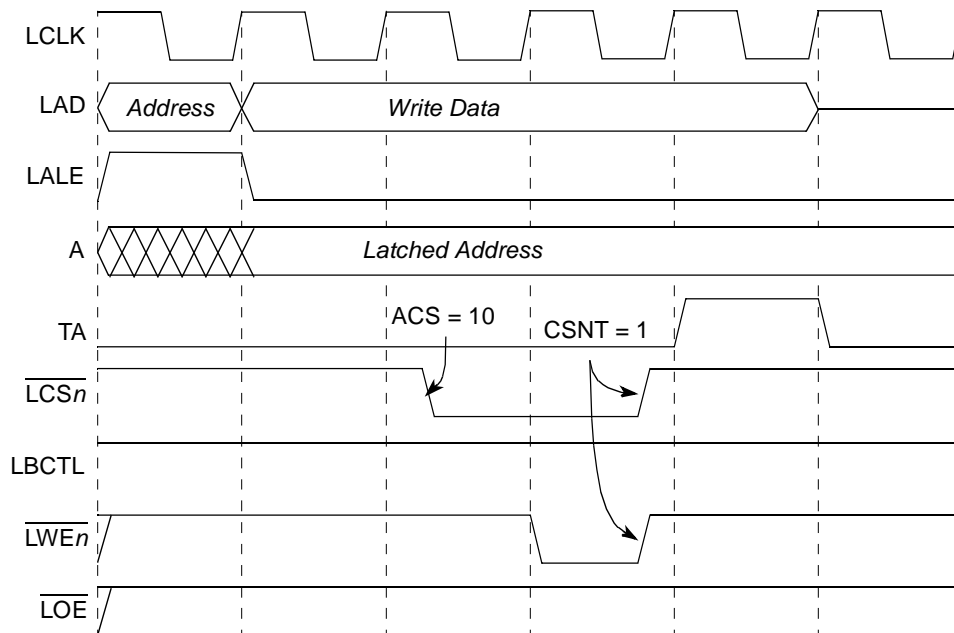 LCLK
LAD Address Write Data
LALE
A Latched Address
ACS = 10
TA CSNT = 1
LCSn
LBCTL
LWEn
LOE